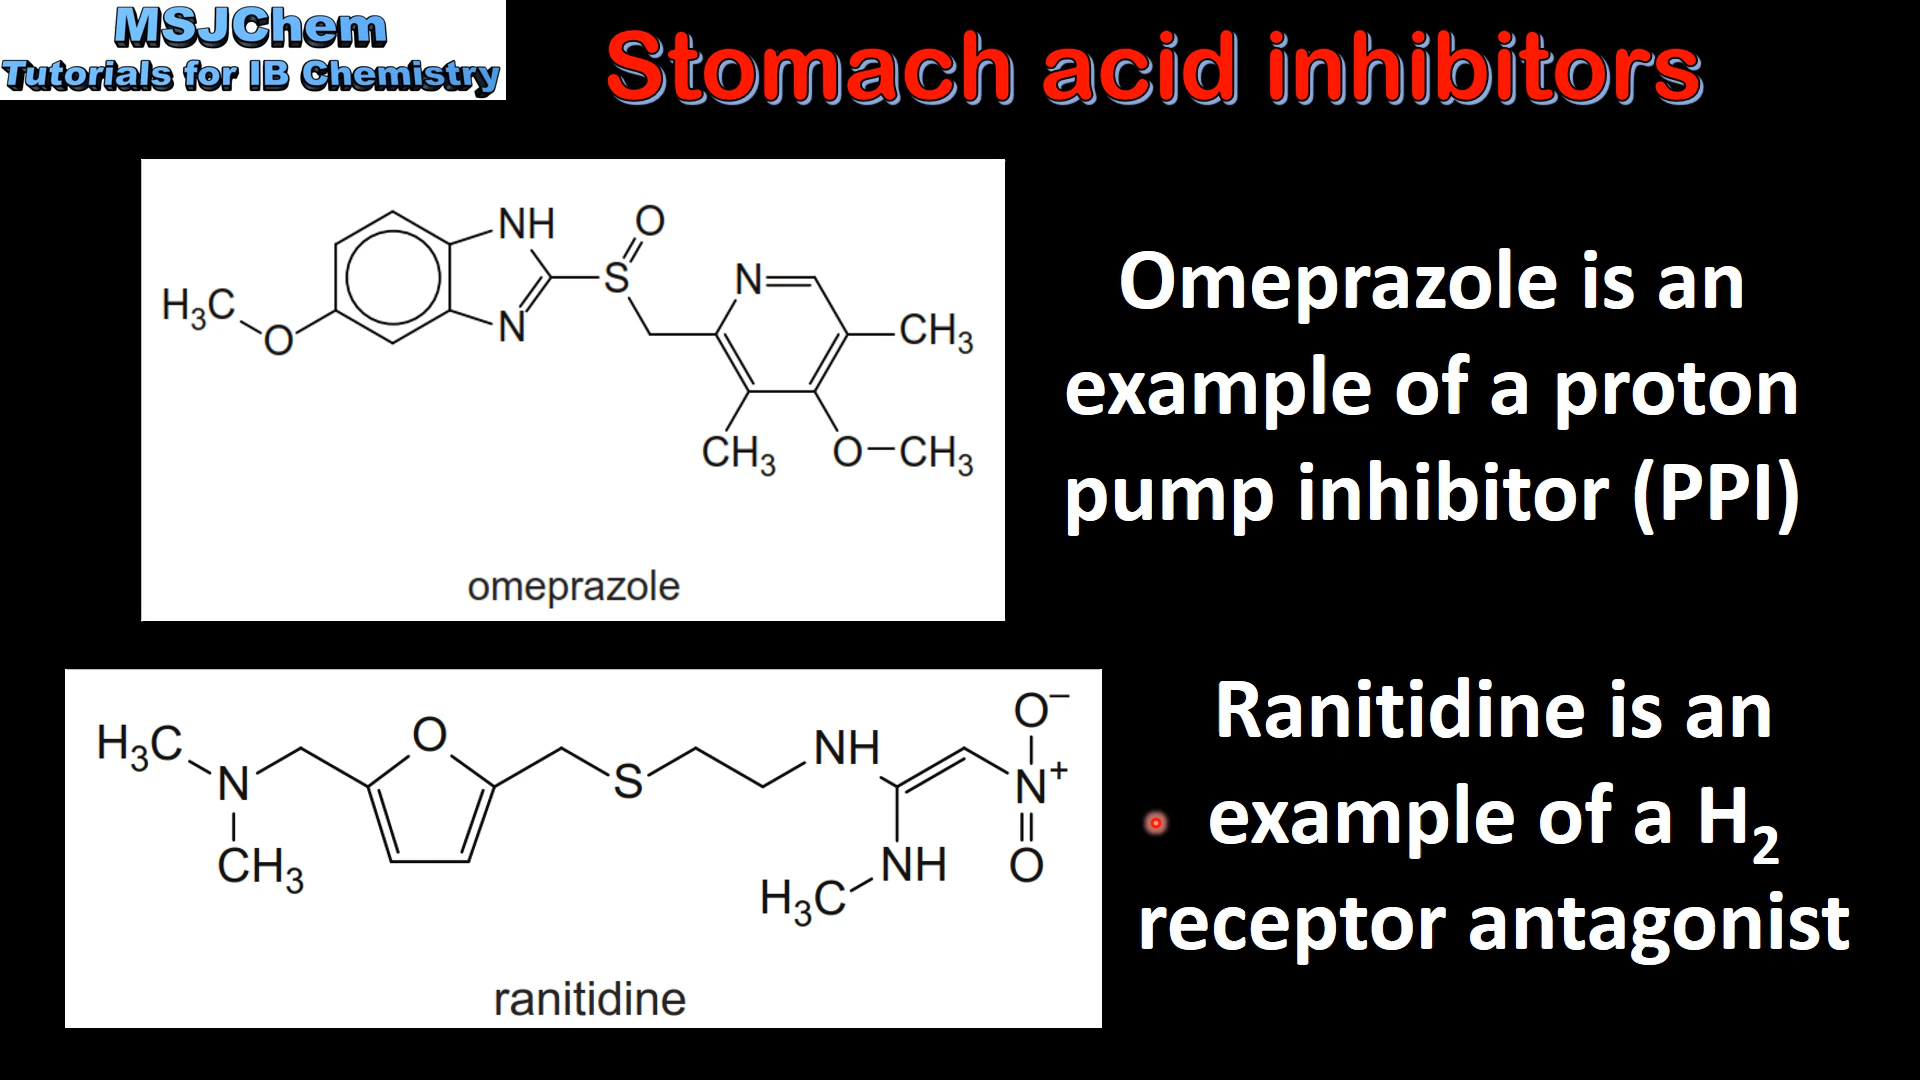 MSJChem
Tutorials for IB Chemistry
Stomach acid inhibitors
NH
O
S
N
H₃C
O
N
CH₃
CH₃
O–CH₃
omeprazole
Omeprazole is an
example of a proton
pump inhibitor (PPI)
O⁻
H₃C
O
NH
N
S
N⁺
CH₃
NH
O
H₃C
ranitidine
Ranitidine is an
example of a H₂
receptor antagonist